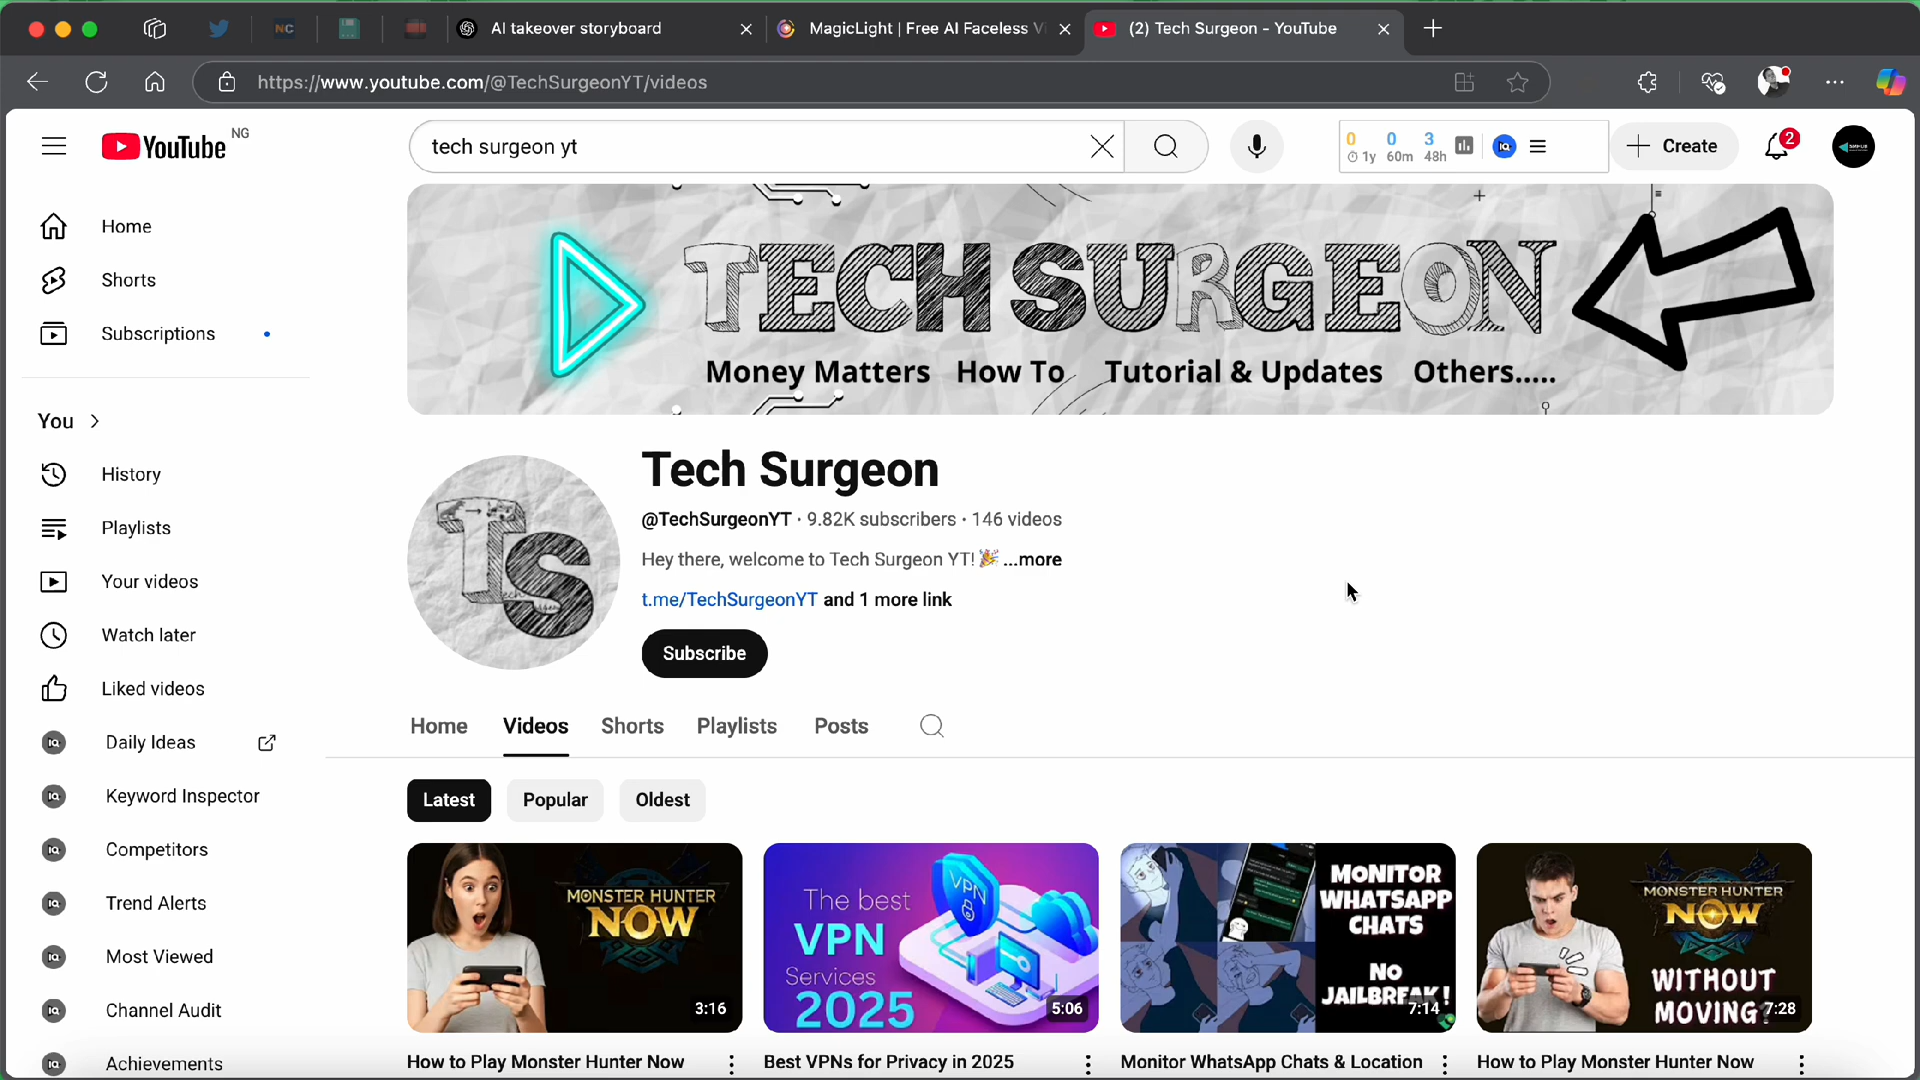 AI takeover storyboard
MagicLight | Free AI Faceless Vi
(2) Tech Surgeon - YouTube
NC
https://www.youtube.com/@TechSurgeonYT/videos
YouTube NG
tech surgeon yt
0 0 3
1y 60m 48h
IQ
Create
2
Home
Shorts
Subscriptions
You
History
Playlists
Your videos
Watch later
Liked videos
Daily Ideas
Keyword Inspector
Competitors
Trend Alerts
Most Viewed
Channel Audit
Achievements
TECH SURGEON
Money Matters How To Tutorial & Updates Others.....
TS
Tech Surgeon
@TechSurgeonYT · 9.82K subscribers · 146 videos
Hey there, welcome to Tech Surgeon YT! 🎉 ...more
t.me/TechSurgeonYT and 1 more link
Subscribe
Home Videos Shorts Playlists Posts
Latest Popular Oldest
MONSTER HUNTER
NOW
3:16
The best
VPN
Services
2025
VPN
5:06
MONITOR
WHATSAPP
CHATS
NO
JAILBREAK!
7:14
MONSTER HUNTER
NOW
WITHOUT
MOVING?
7:28
How to Play Monster Hunter Now
Best VPNs for Privacy in 2025
Monitor WhatsApp Chats & Location
How to Play Monster Hunter Now